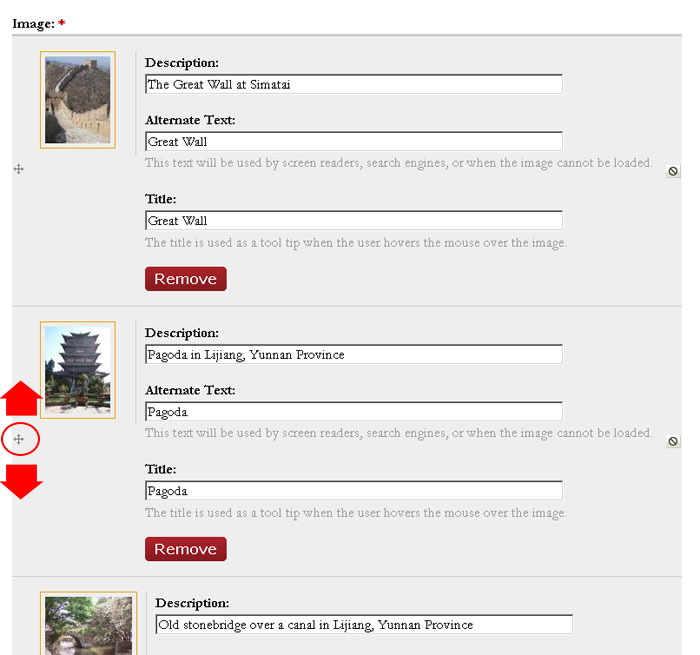 Image: *
Description:
The Great Wall at Simatai
Alternate Text:
Great Wall
This text will be used by screen readers, search engines, or when the image cannot be loaded.
Title:
Great Wall
The title is used as a tool tip when the user hovers the mouse over the image.
Remove
Description:
Pagoda in Lijiang, Yunnan Province
Alternate Text:
Pagoda
This text will be used by screen readers, search engines, or when the image cannot be loaded.
Title:
Pagoda
The title is used as a tool tip when the user hovers the mouse over the image.
Remove
Description:
Old stonebridge over a canal in Lijiang, Yunnan Province